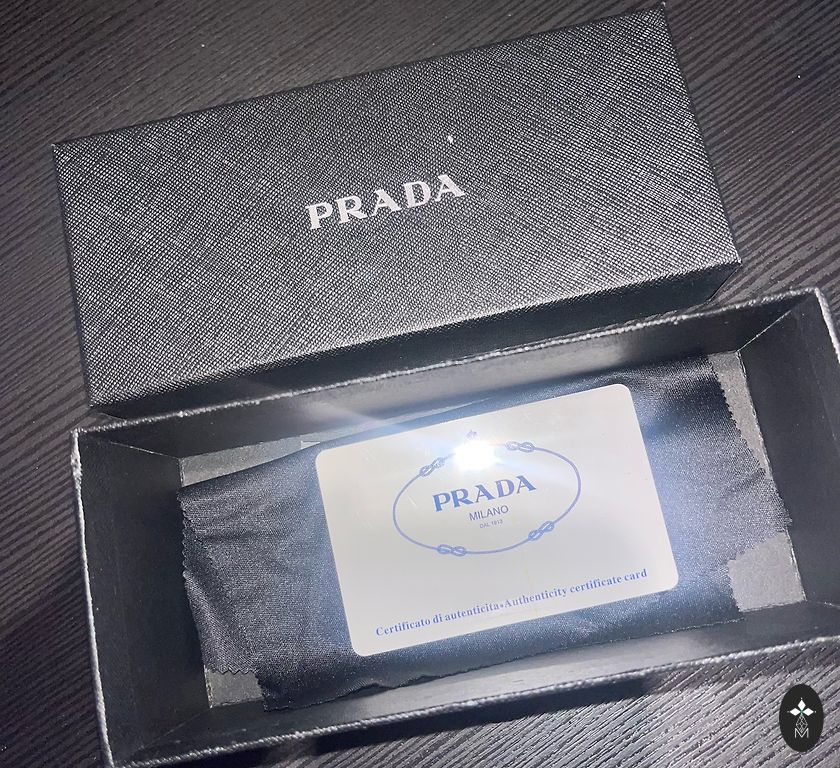 PRADA
PRADA
MILANO
DAL 1913
Certificato di autenticita•Authenticity certificate card
M